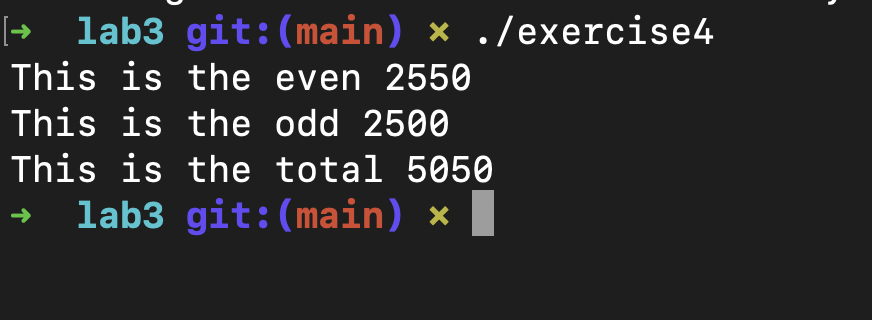 [➜ lab3 git:(main) × ./exercise4
This is the even 2550
This is the odd 2500
This is the total 5050
➜ lab3 git:(main) ×